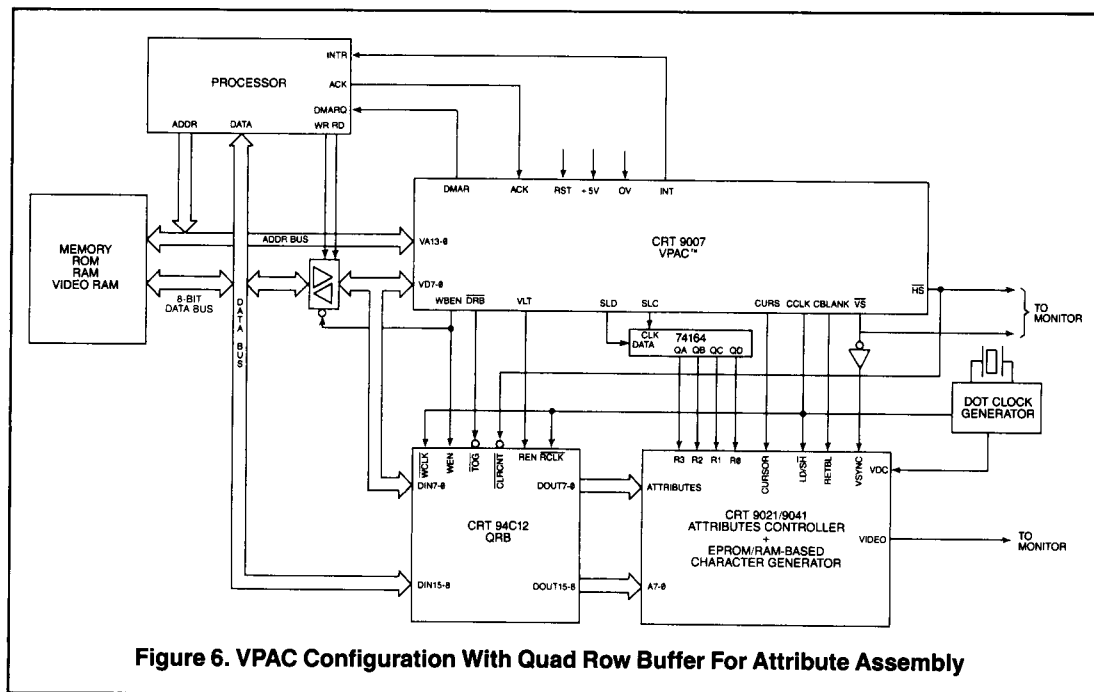 PROCESSOR
INTR
ACK
DMARQ
ADDR
DATA
WR RD
MEMORY
ROM
RAM
VIDEO RAM
ADDR BUS
8-BIT
DATA BUS
DATA BUS
DMAR
ACK
RST
+5V
OV
INT
VA13-0
CRT 9007
VPAC™
VD7-0
HS
WBEN
DRB
VLT
SLD
SLC
CURS
CCLK
CBLANK
VS
TO
MONITOR
CLK
DATA
74164
QA QB QC QD
DOT CLOCK
GENERATOR
WCLK
WEN
TOG
CLRCNT
REN
RCLK
DIN7-0
DOUT7-0
CRT 94C12
QRB
DIN15-8
DOUT15-8
R3 R2 R1 R0
CURSOR
LD/SH
RETBL
VSYNC
VDC
ATTRIBUTES
CRT 9021/9041
ATTRIBUTES CONTROLLER
+
EPROM/RAM-BASED
CHARACTER GENERATOR
VIDEO
A7-0
TO
MONITOR
Figure 6. VPAC Configuration With Quad Row Buffer For Attribute Assembly